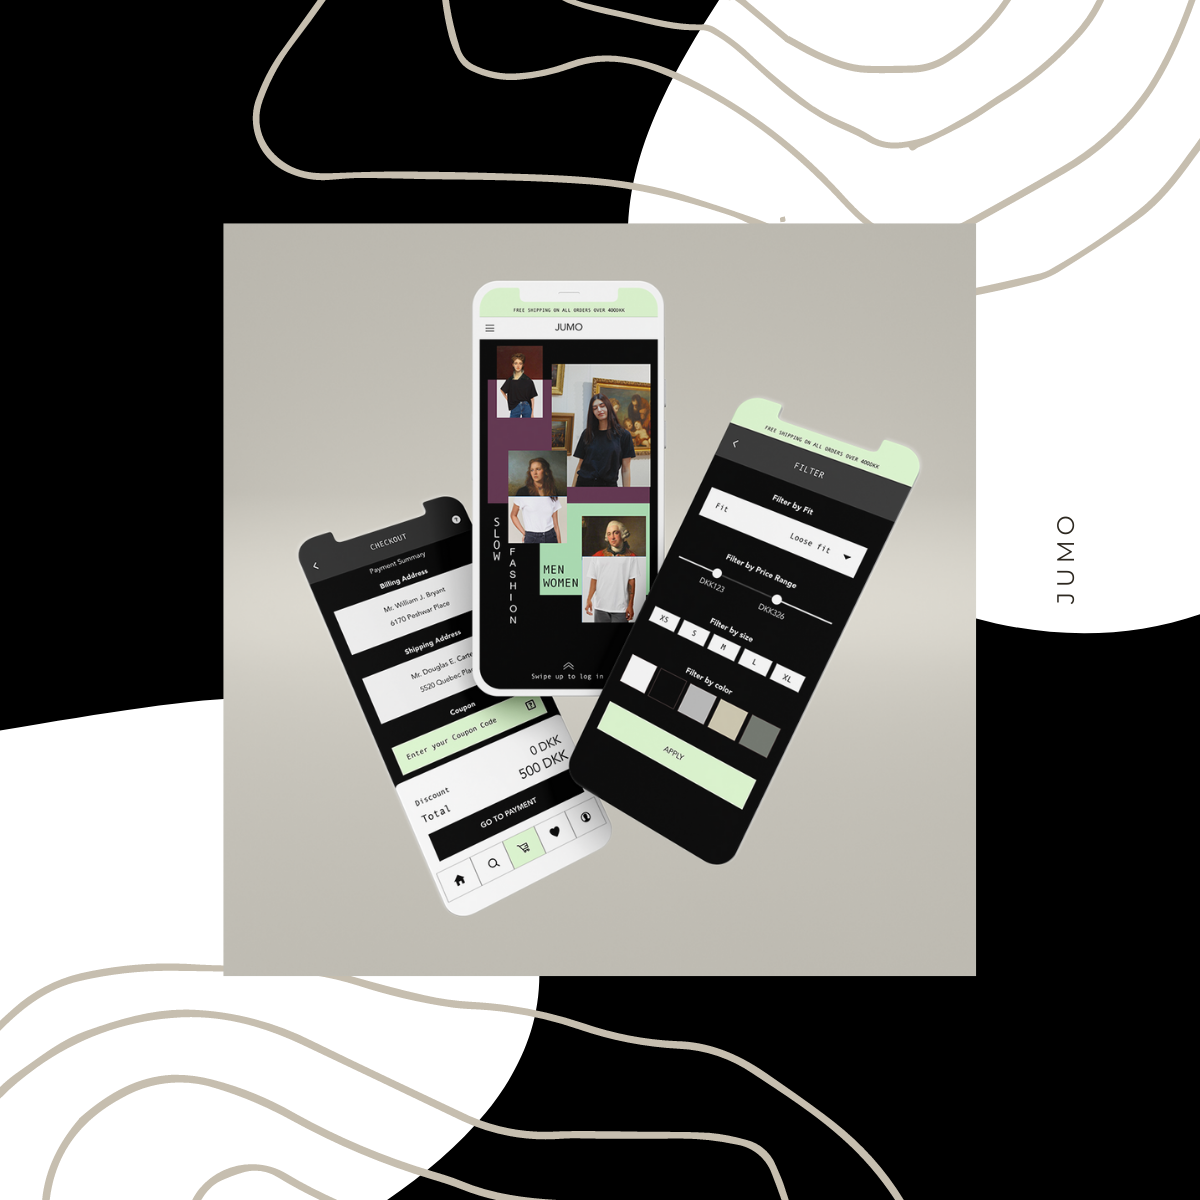 FREE SHIPPING ON ALL ORDERS OVER 400DKK
JUMO
SLOW
FASHION
MEN
WOMEN
Swipe up to log in
CHECKOUT
Payment Summary
Billing Address
Mr. William J. Bryant
6170 Peshwar Place
Shipping Address
Mr. Douglas E. Carte
5520 Quebec Plac
Coupon
Enter your Coupon Code
0 DKK
500 DKK
Discount
Total
GO TO PAYMENT
FREE SHIPPING ON ALL ORDERS OVER 400DKK
FILTER
Filter by Fit
Fit
Loose fit
Filter by Price Range
DKK123
DKK326
Filter by size
XS
S
M
L
XL
Filter by color
APPLY
JUMO